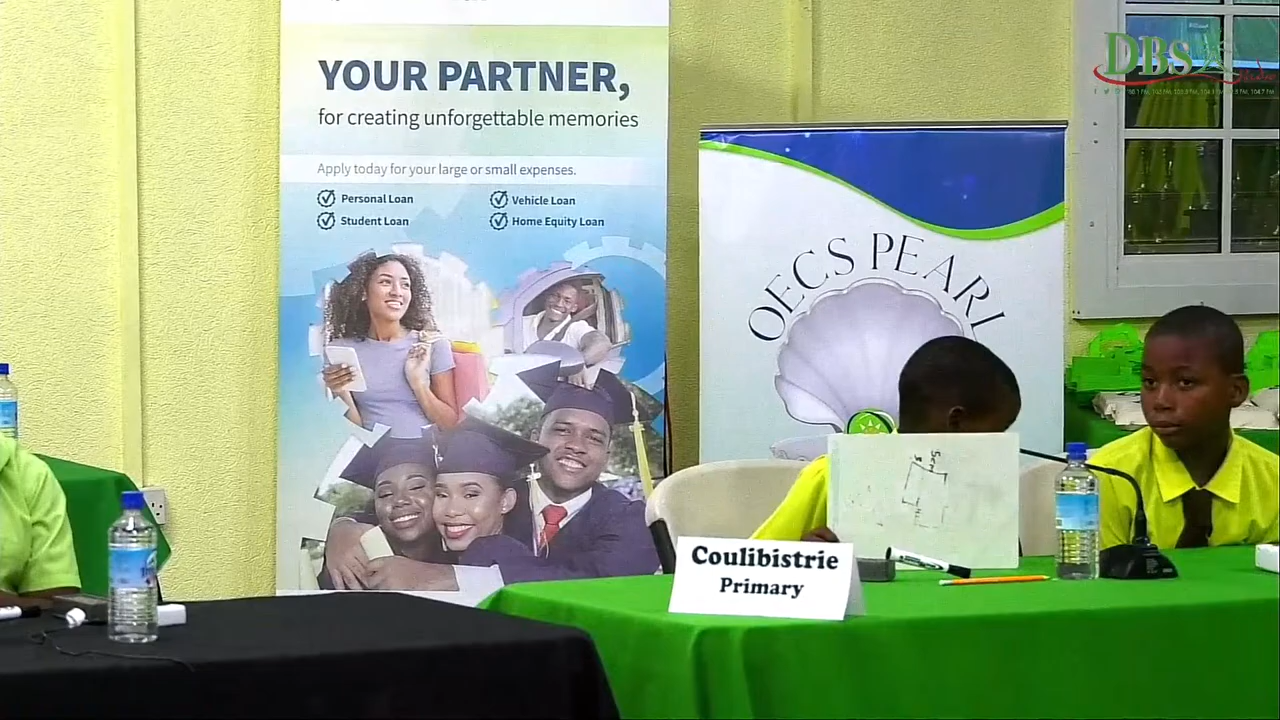 YOUR PARTNER,
for creating unforgettable memories
Apply today for your large or small expenses.
Personal Loan
Vehicle Loan
Student Loan
Home Equity Loan
OECS PEARL
DBS
Coulibistrie
Primary
5cm